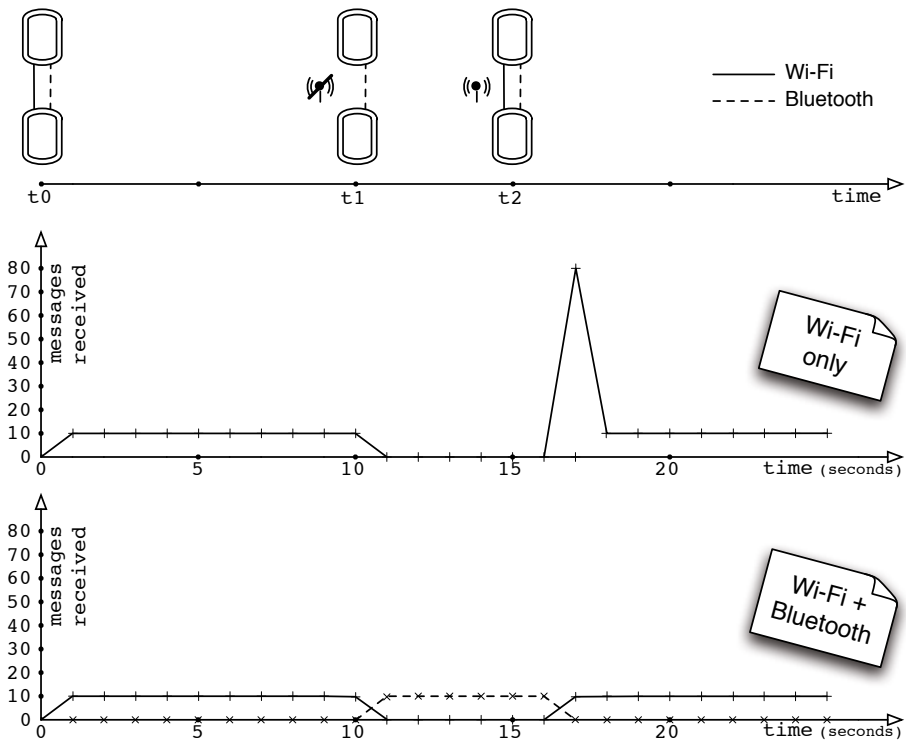 Wi-Fi
Bluetooth
t0 t1 t2 time
80
70
60
50
40
30
20
10
0
messages
received
Wi-Fi
only
0 5 10 15 20 time (seconds)
80
70
60
50
40
30
20
10
0
messages
received
Wi-Fi +
Bluetooth
0 5 10 15 20 time (seconds)